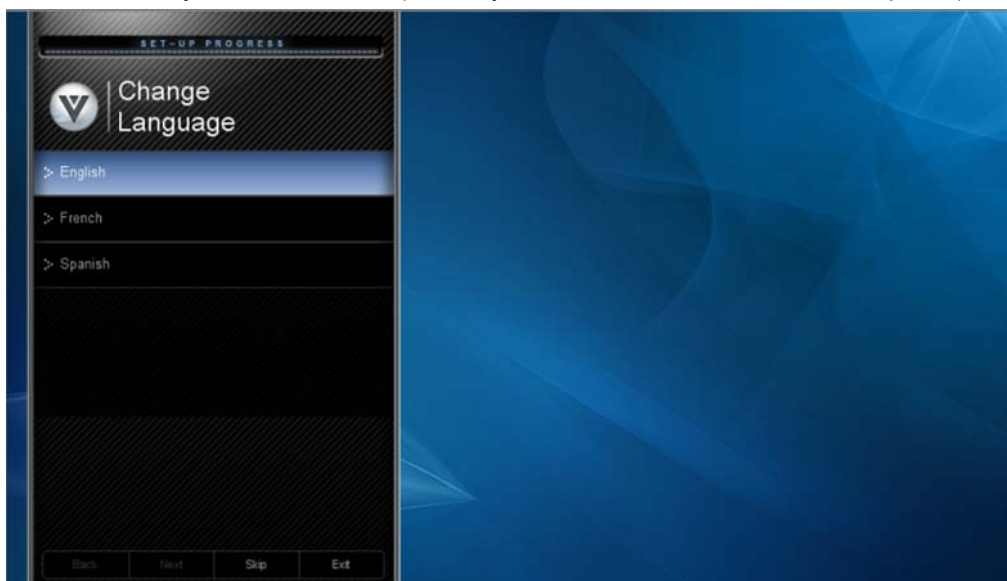 SET-UP PROGRESS
Change
Language
> English
> French
> Spanish
Back Next Skip Exit